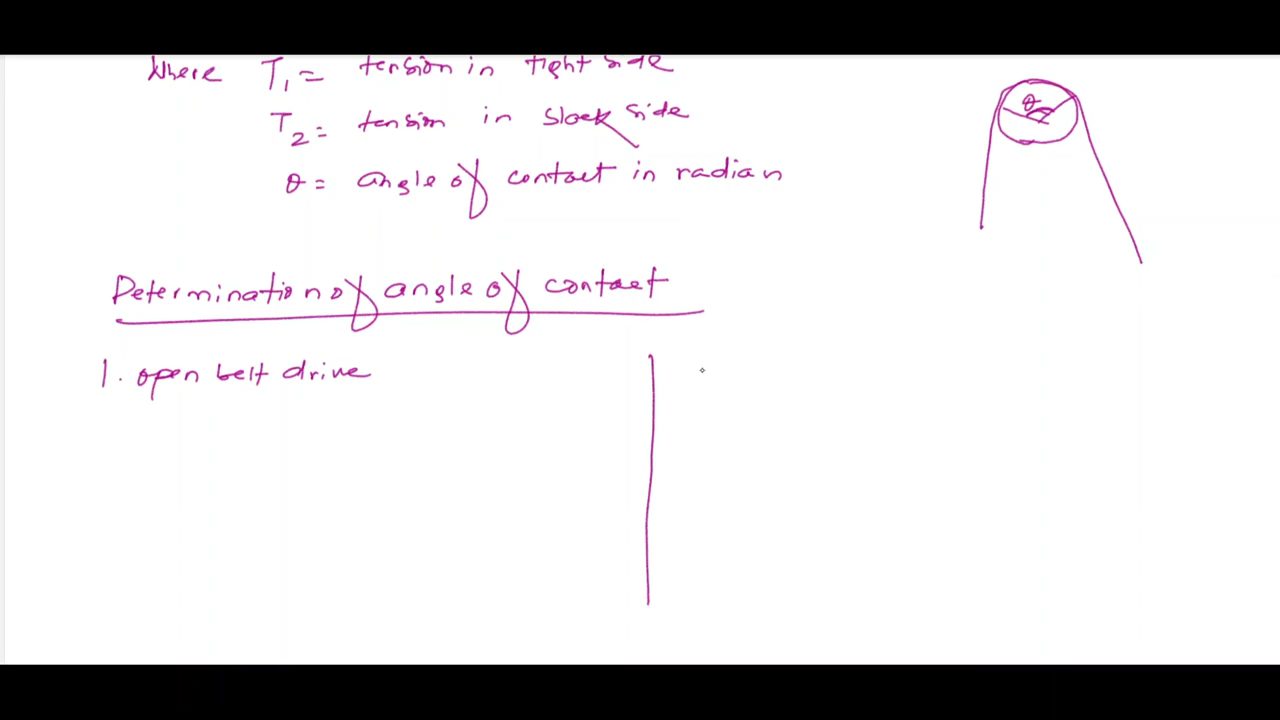 Where T1 = tension in tight side
T2 = tension in slack side
θ = angle of contact in radian
θ
Determination of angle of contact
1. open belt drive